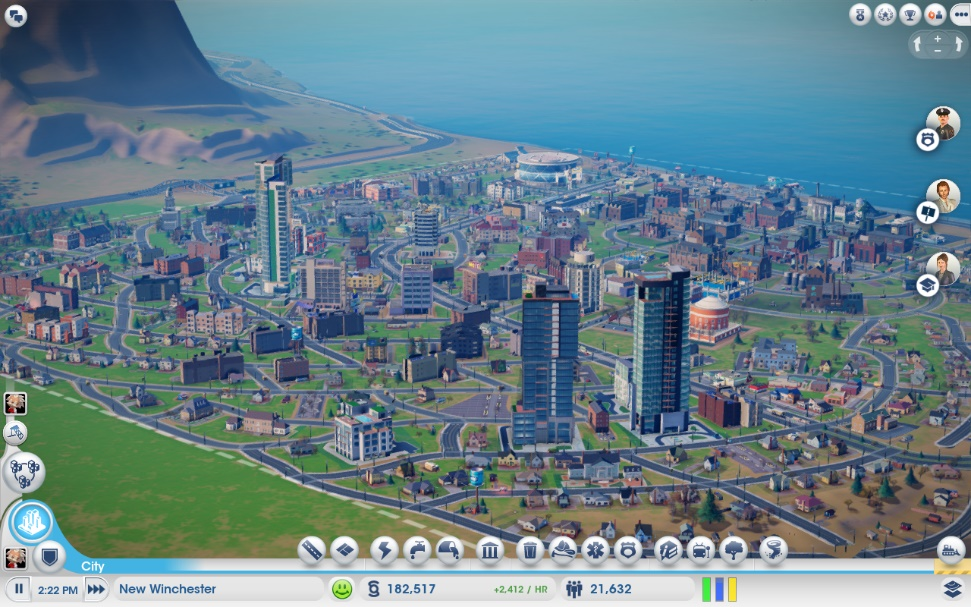 City
2:22 PM
New Winchester
182,517
+2,412 / HR
21,632